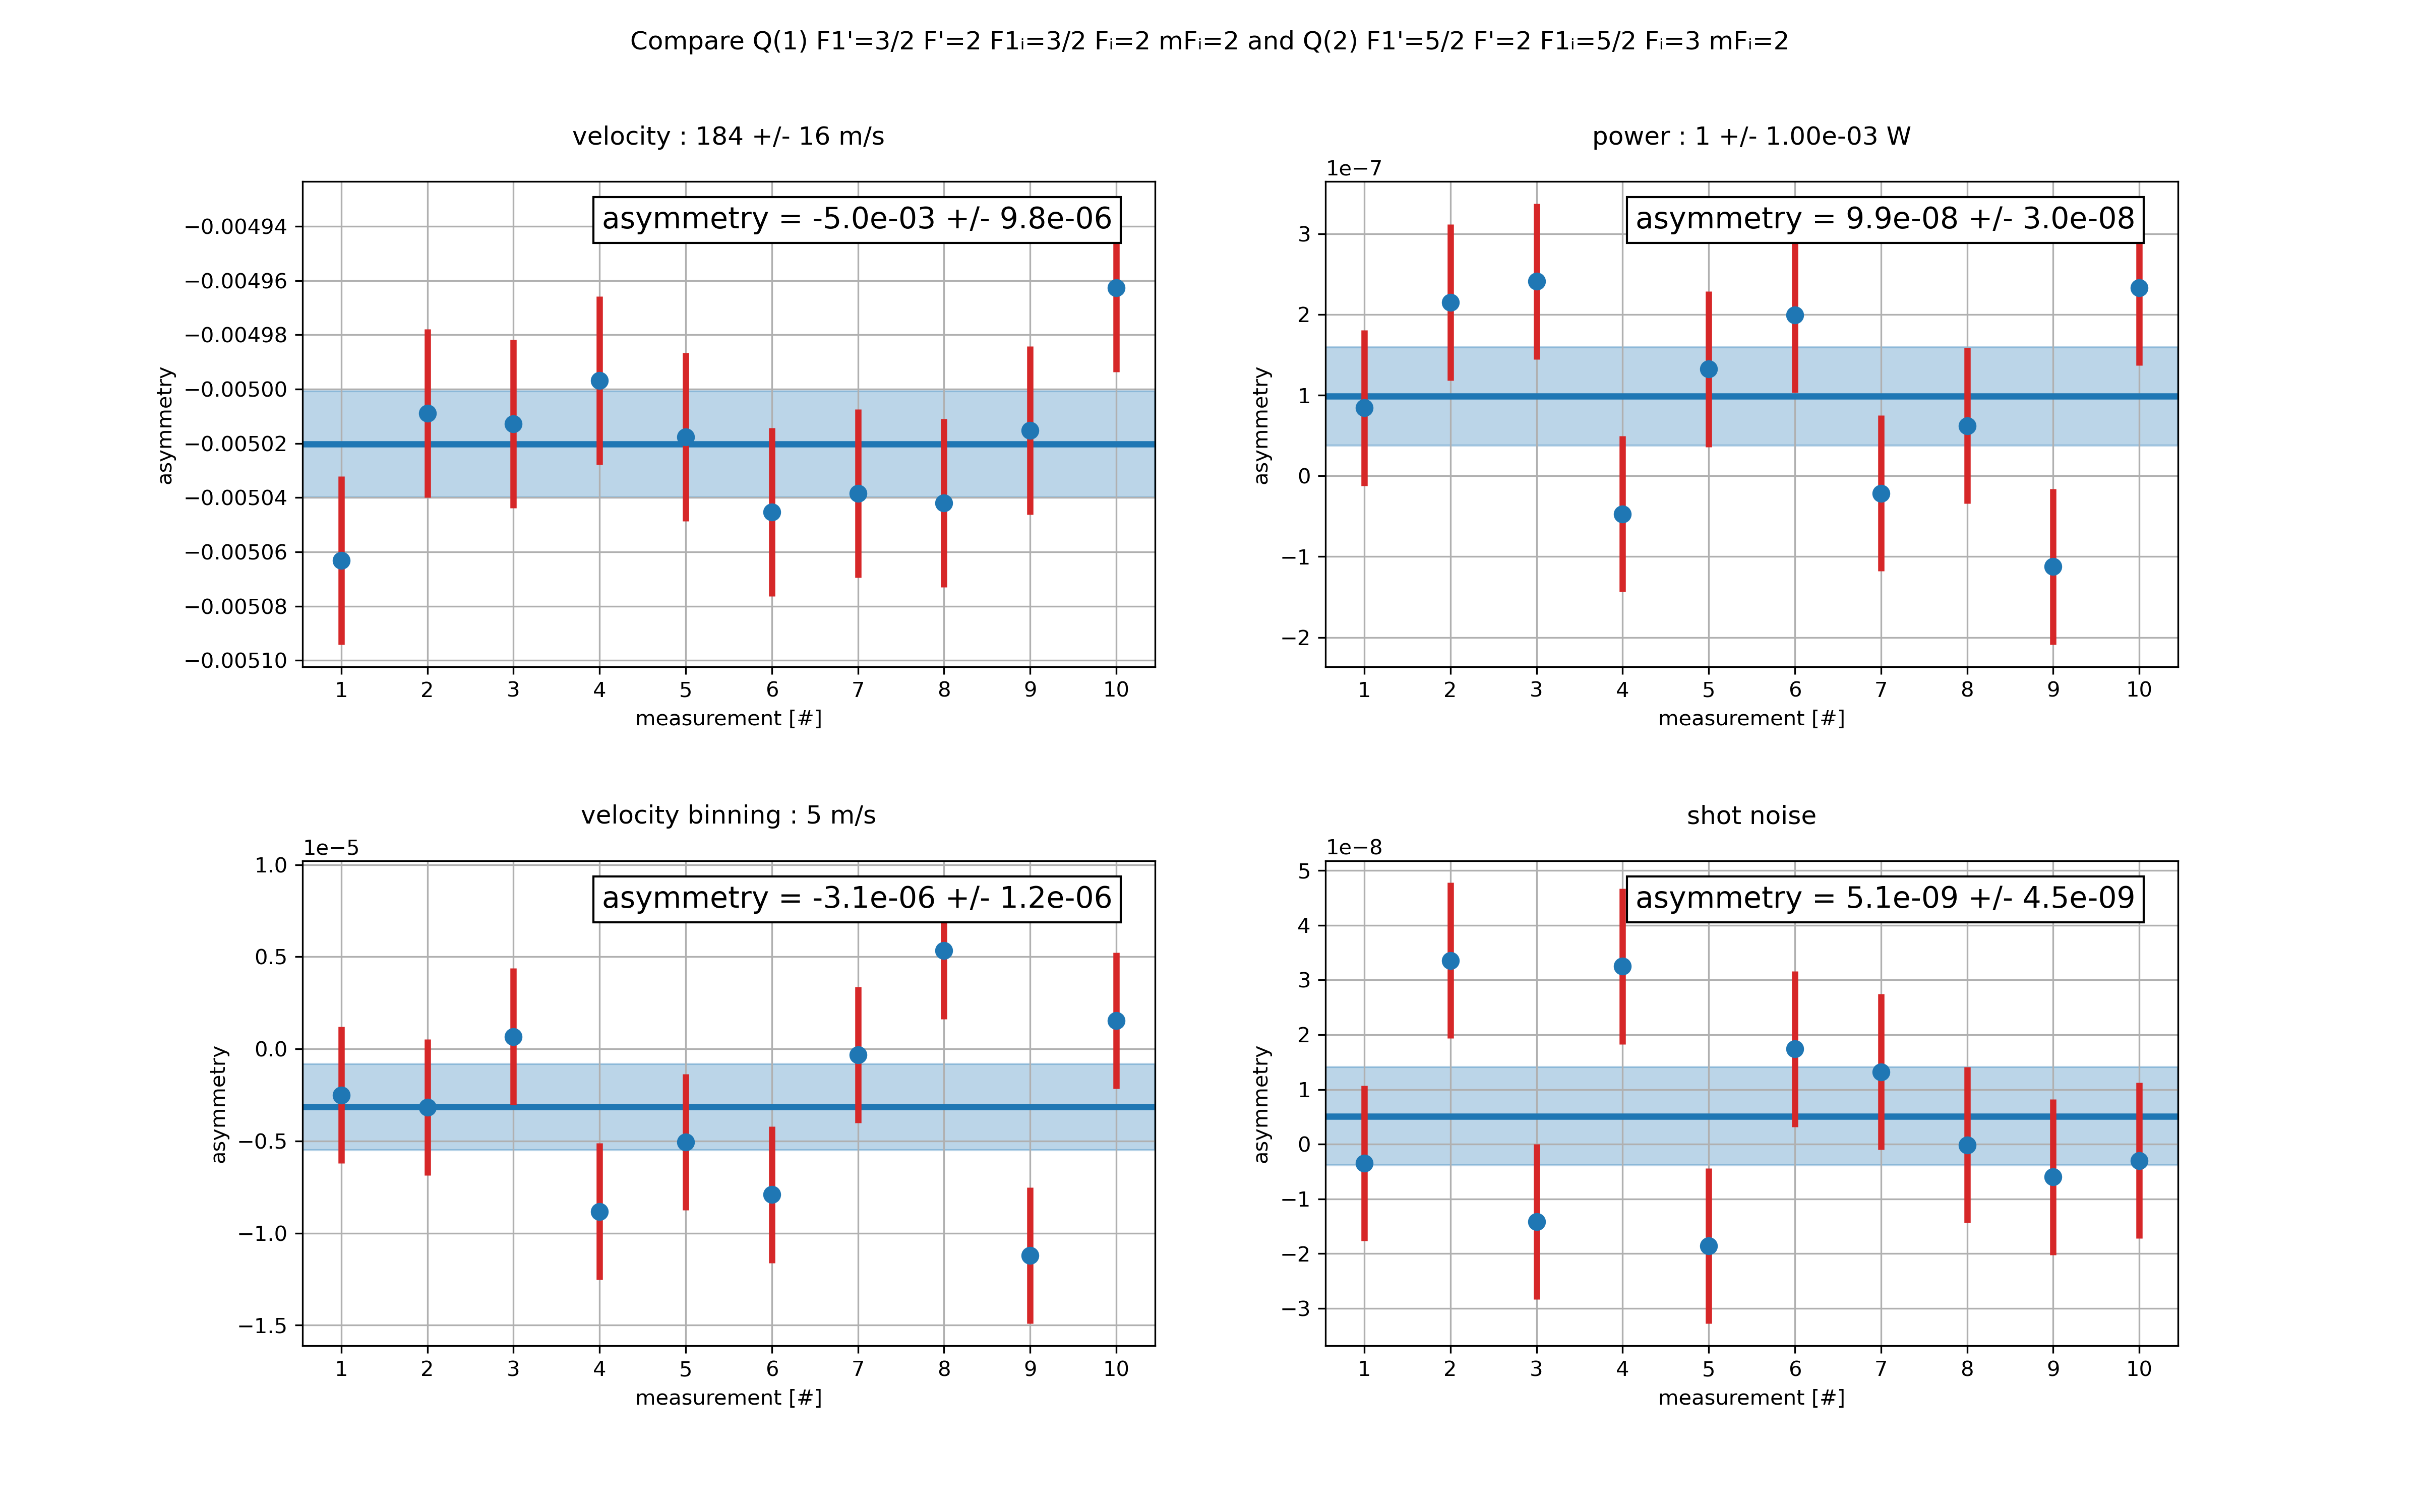 Compare Q(1) F1'=3/2 F'=2 F1ᵢ=3/2 Fᵢ=2 mFᵢ=2 and Q(2) F1'=5/2 F'=2 F1ᵢ=5/2 Fᵢ=3 mFᵢ=2
velocity : 184 +/- 16 m/s
asymmetry = -5.0e-03 +/- 9.8e-06
−0.00494
−0.00496
−0.00498
−0.00500
−0.00502
−0.00504
−0.00506
−0.00508
−0.00510
asymmetry
1 2 3 4 5 6 7 8 9 10
measurement [#]
power : 1 +/- 1.00e-03 W
1e−7
asymmetry = 9.9e-08 +/- 3.0e-08
3
2
1
0
−1
−2
asymmetry
1 2 3 4 5 6 7 8 9 10
measurement [#]
velocity binning : 5 m/s
1e−5
asymmetry = -3.1e-06 +/- 1.2e-06
1.0
0.5
0.0
−0.5
−1.0
−1.5
asymmetry
1 2 3 4 5 6 7 8 9 10
measurement [#]
shot noise
1e−8
asymmetry = 5.1e-09 +/- 4.5e-09
5
4
3
2
1
0
−1
−2
−3
asymmetry
1 2 3 4 5 6 7 8 9 10
measurement [#]